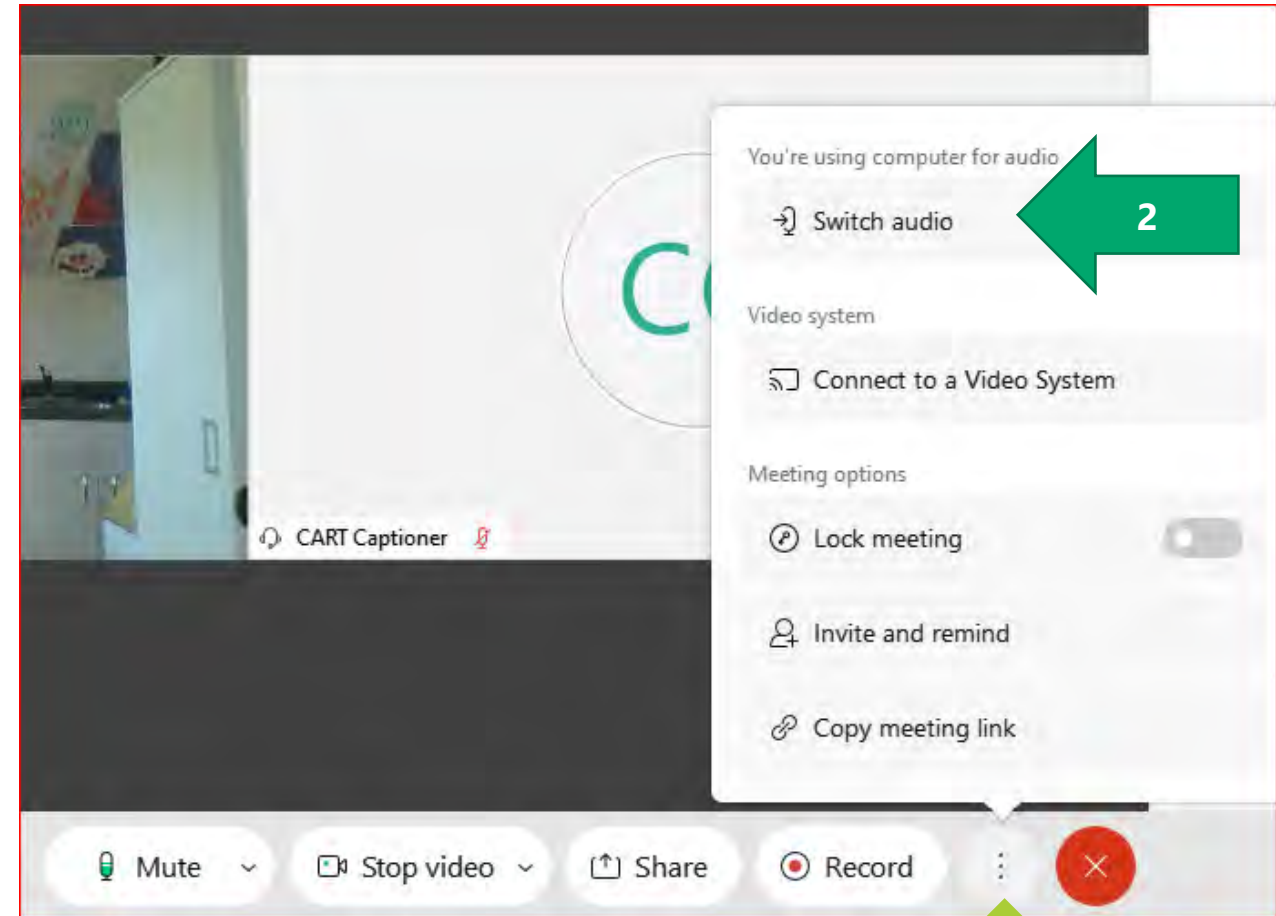 You're using computer for audio
Switch audio
2
Video system
Connect to a Video System
Meeting options
Lock meeting
Invite and remind
Copy meeting link
C
CART Captioner
Mute
Stop video
Share
Record